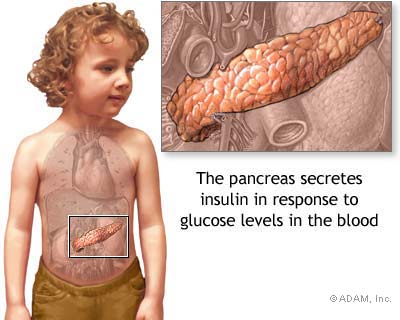 The pancreas secretes
insulin in response to
glucose levels in the blood
©ADAM, Inc.